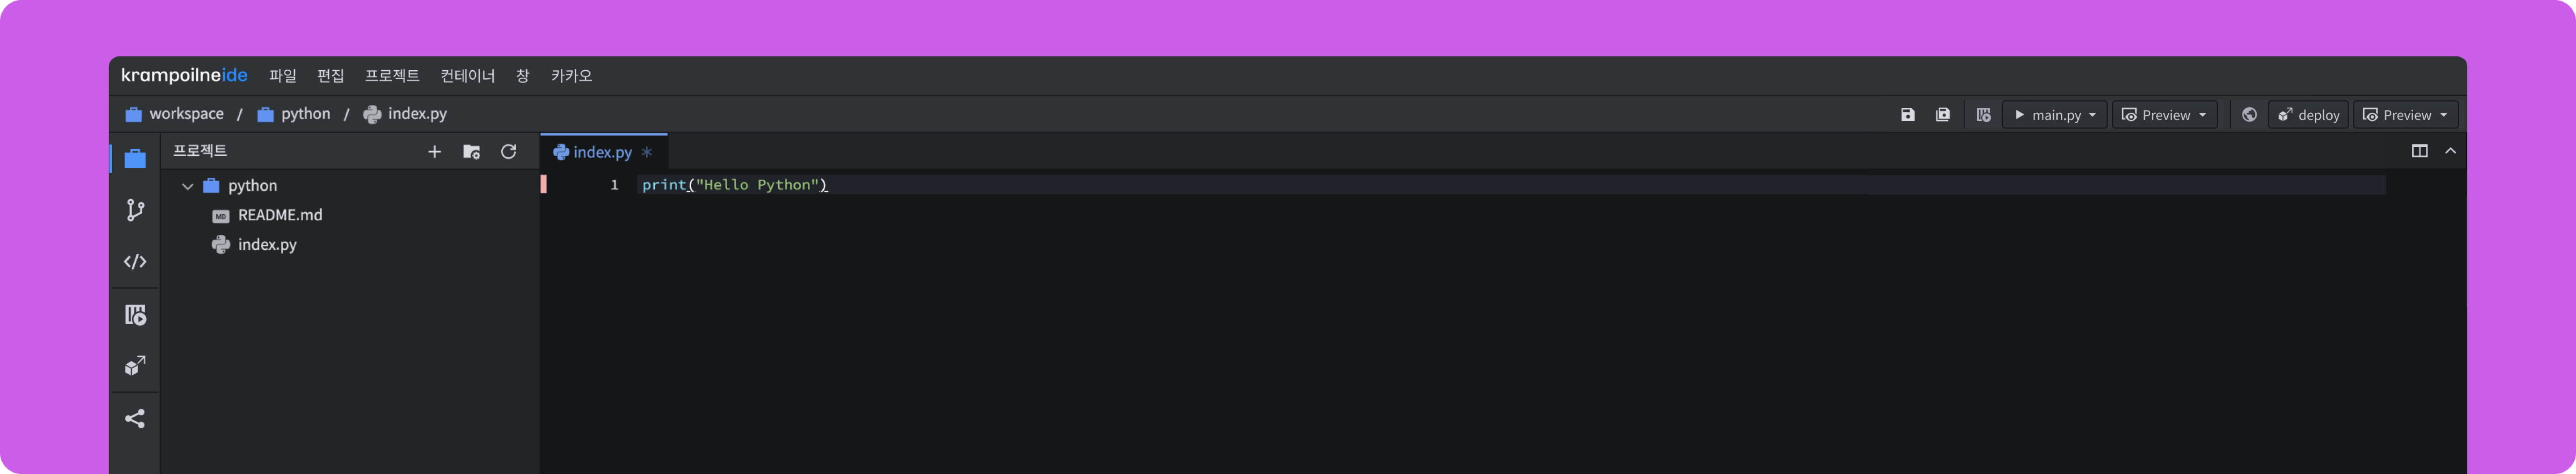 krampoilneide 파일 편집 프로젝트 컨테이너 창 카카오
workspace / python / index.py main.py Preview deploy Preview
프로젝트 index.py *
python
1 print("Hello Python")
MD README.md
index.py